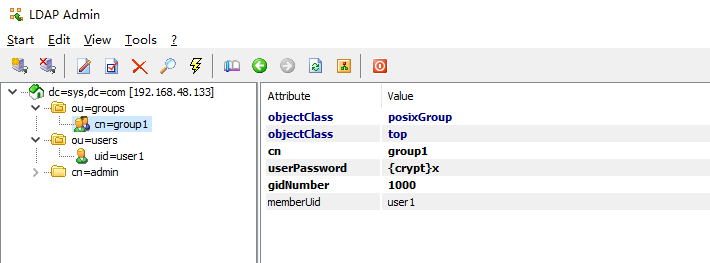 LDAP Admin
Start Edit View Tools ?
dc=sys,dc=com [192.168.48.133]
ou=groups
cn=group1
ou=users
uid=user1
cn=admin
Attribute Value
objectClass posixGroup
objectClass top
cn group1
userPassword {crypt}x
gidNumber 1000
memberUid user1